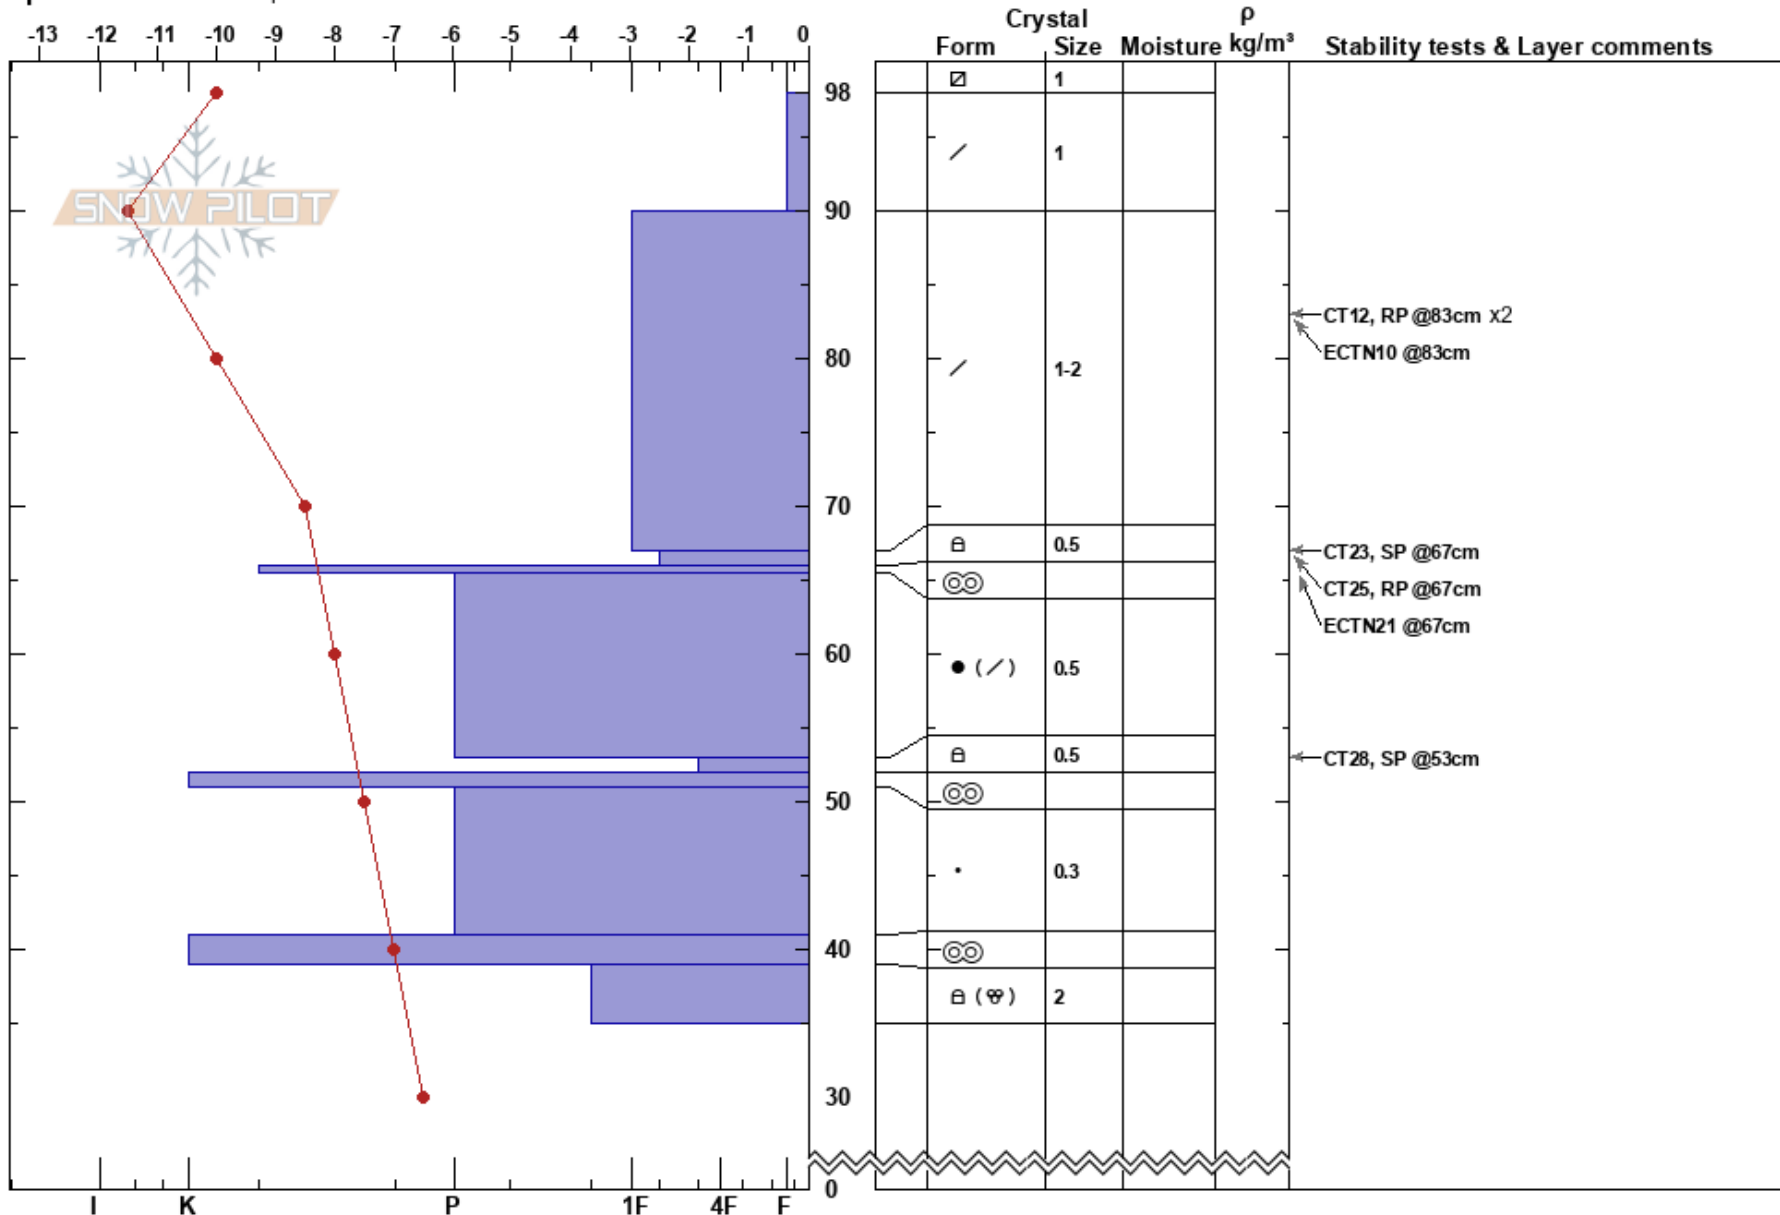 -13 -12 -11 -10 -9 -8 -7 -6 -5 -4 -3 -2 -1 0
Crystal ρ
Form Size Moisture kg/m³ Stability tests & Layer comments
1
98
1
SNOW PILOT
90
CT12, RP @83cm x2
ECTN10 @83cm
80
1-2
70
0.5
CT23, SP @67cm
CT25, RP @67cm
ECTN21 @67cm
60
( ) 0.5
0.5
CT28, SP @53cm
50
0.3
40
( ) 2
30
0
I K P 1F 4F F